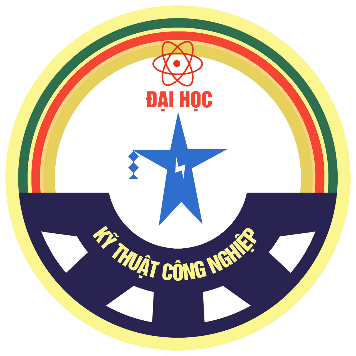 ĐẠI HỌC
KỸ THUẬT CÔNG NGHIỆP